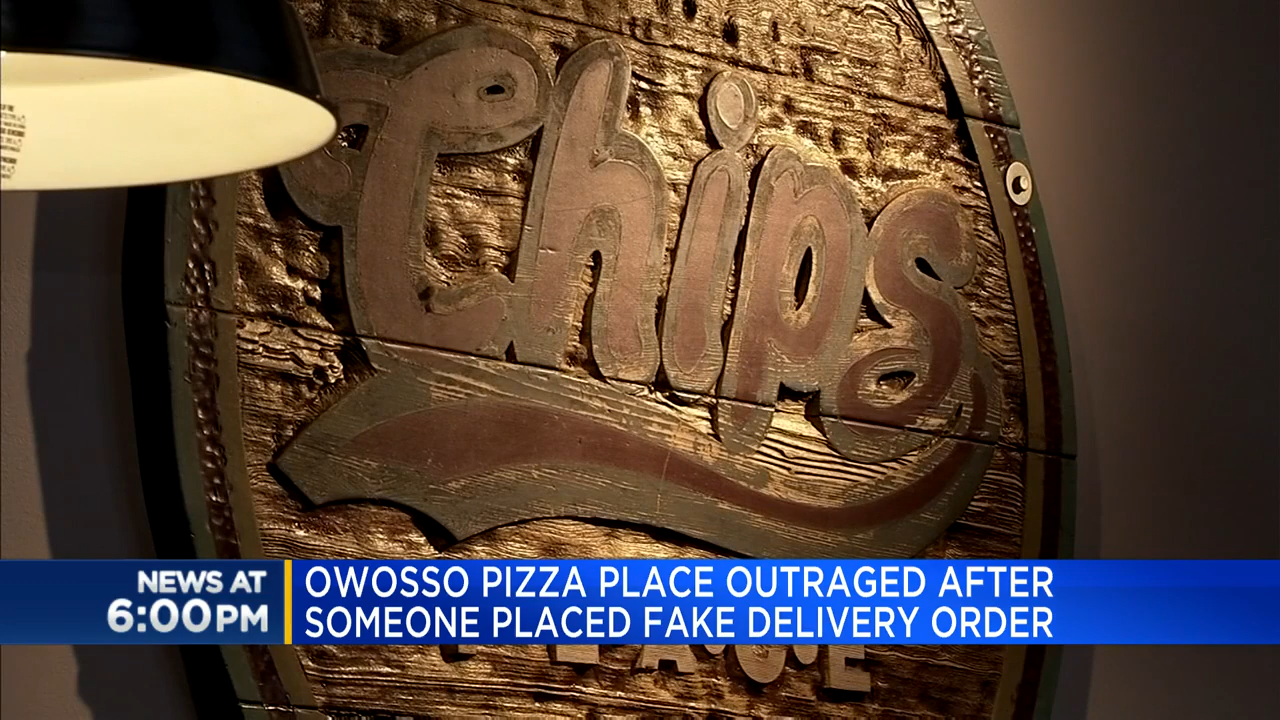 Chips
NEWS AT
6:00PM
OWOSSO PIZZA PLACE OUTRAGED AFTER
SOMEONE PLACED FAKE DELIVERY ORDER